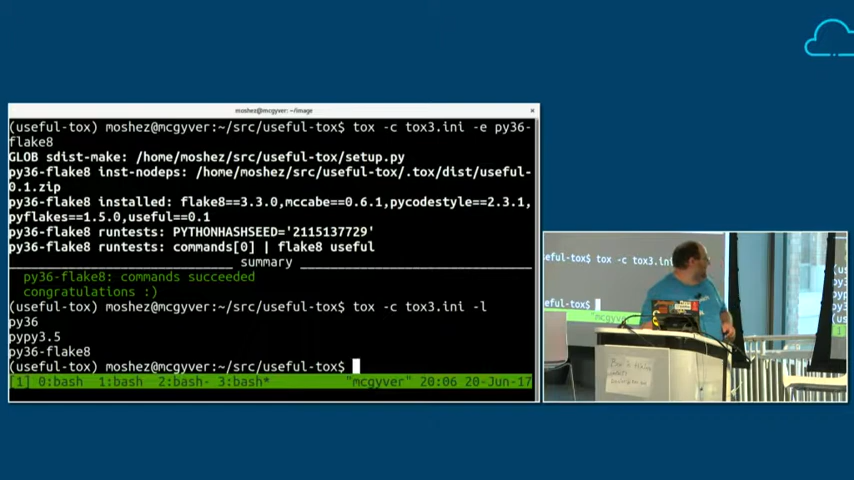 moshez@mcgyver: ~/image
(useful-tox) moshez@mcgyver:~/src/useful-tox$ tox -c tox3.ini -e py36-
flake8
GLOB sdist-make: /home/moshez/src/useful-tox/setup.py
py36-flake8 inst-nodeps: /home/moshez/src/useful-tox/.tox/dist/useful-
0.1.zip
py36-flake8 installed: flake8==3.3.0,mccabe==0.6.1,pycodestyle==2.3.1,
pyflakes==1.5.0,useful==0.1
py36-flake8 runtests: PYTHONHASHSEED='2115137729'
py36-flake8 runtests: commands[0] | flake8 useful
___________________________________ summary ___________________________________
py36-flake8: commands succeeded
congratulations :)
(useful-tox) moshez@mcgyver:~/src/useful-tox$ tox -c tox3.ini -l
py36
pypy3.5
py36-flake8
(useful-tox) moshez@mcgyver:~/src/useful-tox$
[1] 0:bash 1:bash 2:bash- 3:bash* "mcgyver" 20:06 20-Jun-17
seful-tox$ tox -c tox3.ini
seful-tox$
"mcgyver"